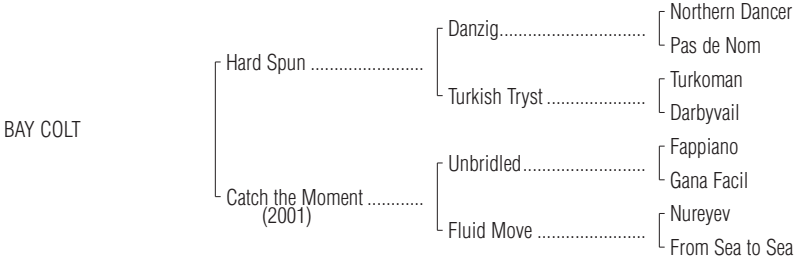 Northern Dancer
Danzig..............................
Pas de Nom
Hard Spun ........................
Turkoman
Turkish Tryst .....................
Darbyvail
BAY COLT
Fappiano
Unbridled..........................
Gana Facil
Catch the Moment ............
(2001)
Nureyev
Fluid Move .......................
From Sea to Sea